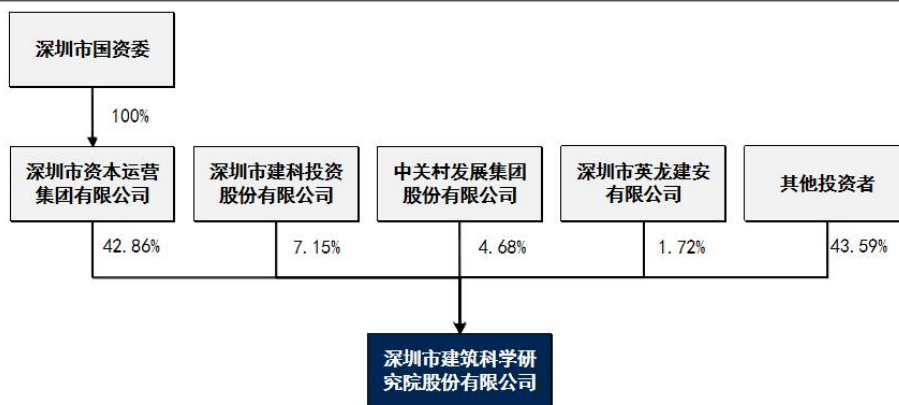 深圳市国资委
100%
深圳市资本运营
集团有限公司
深圳市建科投资
股份有限公司
中关村发展集团
股份有限公司
深圳市英龙建安
有限公司
其他投资者
42.86%
7.15%
4.68%
1.72%
43.59%
深圳市建筑科学研
究院股份有限公司